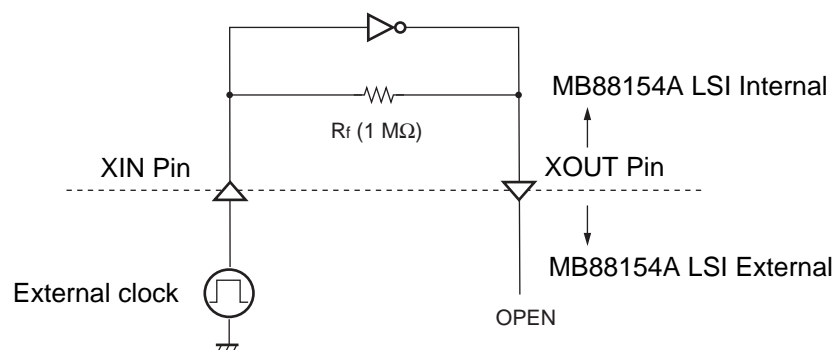 MB88154A LSI Internal
Rf (1 MΩ)
XIN Pin
XOUT Pin
MB88154A LSI External
External clock
OPEN